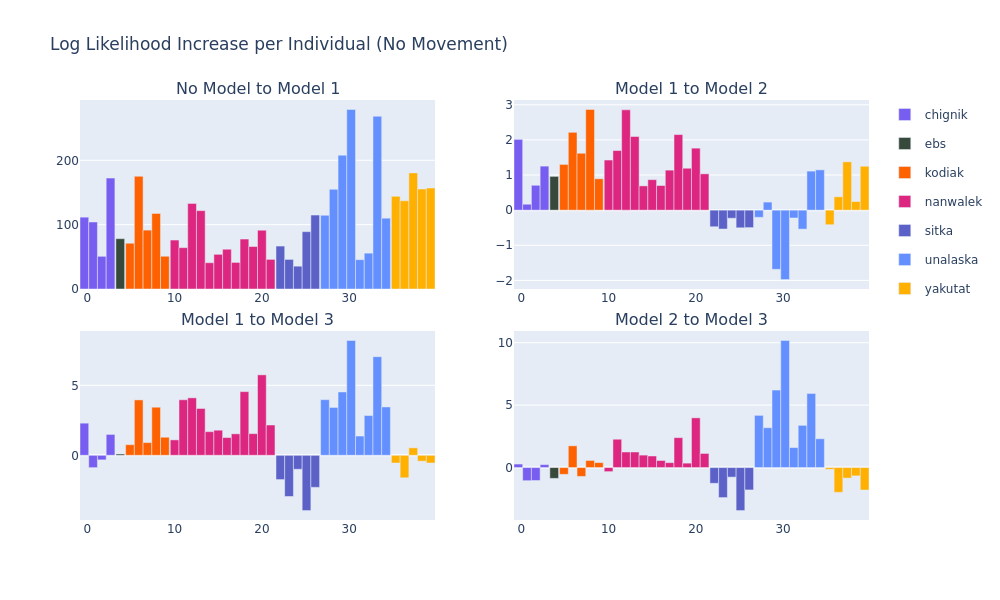 Log Likelihood Increase per Individual (No Movement)
No Model to Model 1
Model 1 to Model 2
200
100
0
0 10 20 30
3
2
1
0
−1
−2
0 10 20 30
chignik
ebs
kodiak
nanwalek
sitka
unalaska
yakutat
Model 1 to Model 3
Model 2 to Model 3
5
0
0 10 20 30
10
5
0
0 10 20 30